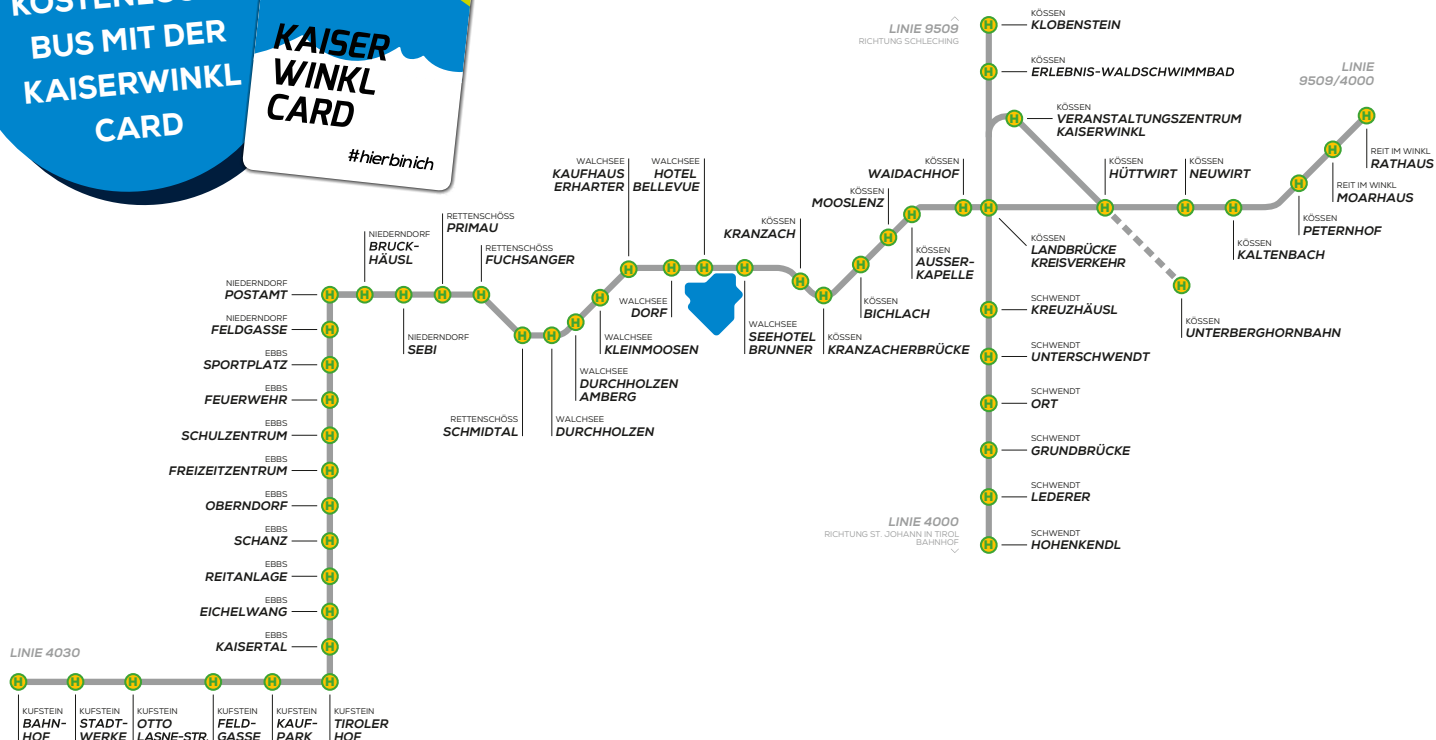 BUS MIT DER
KAISERWINKL
CARD
KAISER
WINKL
CARD
#hierbinich
LINIE 9509
RICHTUNG SCHLECHING
KÖSSEN
KLOBENSTEIN
KÖSSEN
ERLEBNIS-WALDSCHWIMMBAD
KÖSSEN
VERANSTALTUNGSZENTRUM
KAISERWINKL
LINIE
9509/4000
REIT IM WINKL
RATHAUS
REIT IM WINKL
MOARHAUS
KÖSSEN
PETERNHOF
KÖSSEN
KALTENBACH
KÖSSEN
NEUWIRT
KÖSSEN
HÜTTWIRT
KÖSSEN
UNTERBERGHORNBAHN
KÖSSEN
LANDBRÜCKE
KREISVERKEHR
KÖSSEN
WAIDACHHOF
KÖSSEN
MOOSLENZ
KÖSSEN
AUSSER-
KAPELLE
KÖSSEN
BICHLACH
KÖSSEN
KRANZACH
KÖSSEN
KRANZACHERBRÜCKE
WALCHSEE
SEEHOTEL
BRUNNER
WALCHSEE
HOTEL
BELLEVUE
WALCHSEE
KAUFHAUS
ERHARTER
WALCHSEE
DORF
WALCHSEE
KLEINMOOSEN
WALCHSEE
DURCHHOLZEN
AMBERG
WALCHSEE
DURCHHOLZEN
RETTENSCHÖSS
SCHMIDTAL
RETTENSCHÖSS
FUCHSANGER
RETTENSCHÖSS
PRIMAU
NIEDERNDORF
SEBI
NIEDERNDORF
BRUCK-
HÄUSL
NIEDERNDORF
POSTAMT
NIEDERNDORF
FELDGASSE
EBBS
SPORTPLATZ
EBBS
FEUERWEHR
EBBS
SCHULZENTRUM
EBBS
FREIZEITZENTRUM
EBBS
OBERNDORF
EBBS
SCHANZ
EBBS
REITANLAGE
EBBS
EICHELWANG
EBBS
KAISERTAL
SCHWENDT
KREUZHÄUSL
SCHWENDT
UNTERSCHWENDT
SCHWENDT
ORT
SCHWENDT
GRUNDBRÜCKE
SCHWENDT
LEDERER
SCHWENDT
HOHENKENDL
LINIE 4000
RICHTUNG ST. JOHANN IN TIROL
BAHNHOF
LINIE 4030
KUFSTEIN
BAHN-
HOF
KUFSTEIN
STADT-
WERKE
KUFSTEIN
OTTO
LASNE-STR.
KUFSTEIN
FELD-
GASSE
KUFSTEIN
KAUF-
PARK
KUFSTEIN
TIROLER
HOF